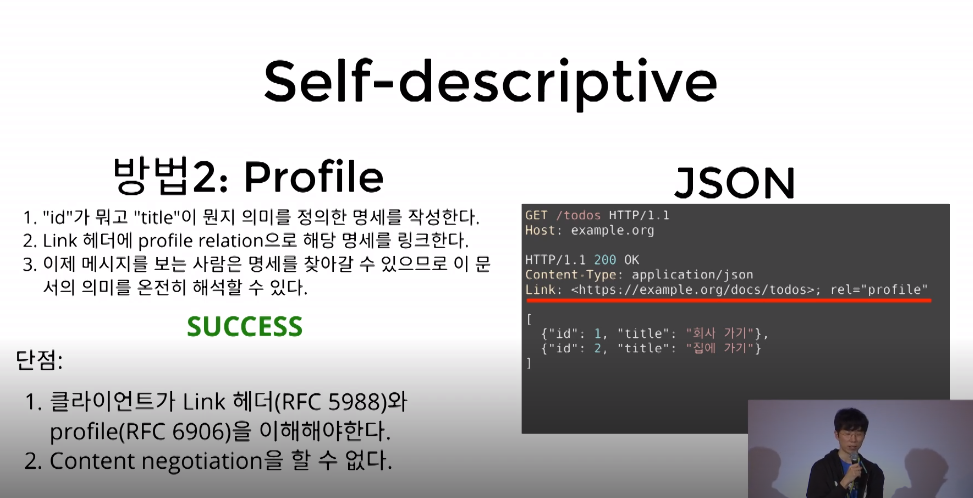 Self-descriptive
방법2: Profile
1. "id"가 뭐고 "title"이 뭔지 의미를 정의한 명세를 작성한다.
2. Link 헤더에 profile relation으로 해당 명세를 링크한다.
3. 이제 메시지를 보는 사람은 명세를 찾아갈 수 있으므로 이 문
서의 의미를 온전히 해석할 수 있다.
SUCCESS
단점:
1. 클라이언트가 Link 헤더(RFC 5988)와
profile(RFC 6906)을 이해해야한다.
2. Content negotiation을 할 수 없다.
JSON
GET /todos HTTP/1.1
Host: example.org
HTTP/1.1 200 OK
Content-Type: application/json
Link: <https://example.org/docs/todos>; rel="profile"
[
{"id": 1, "title": "회사 가기"},
{"id": 2, "title": "집에 가기"}
]